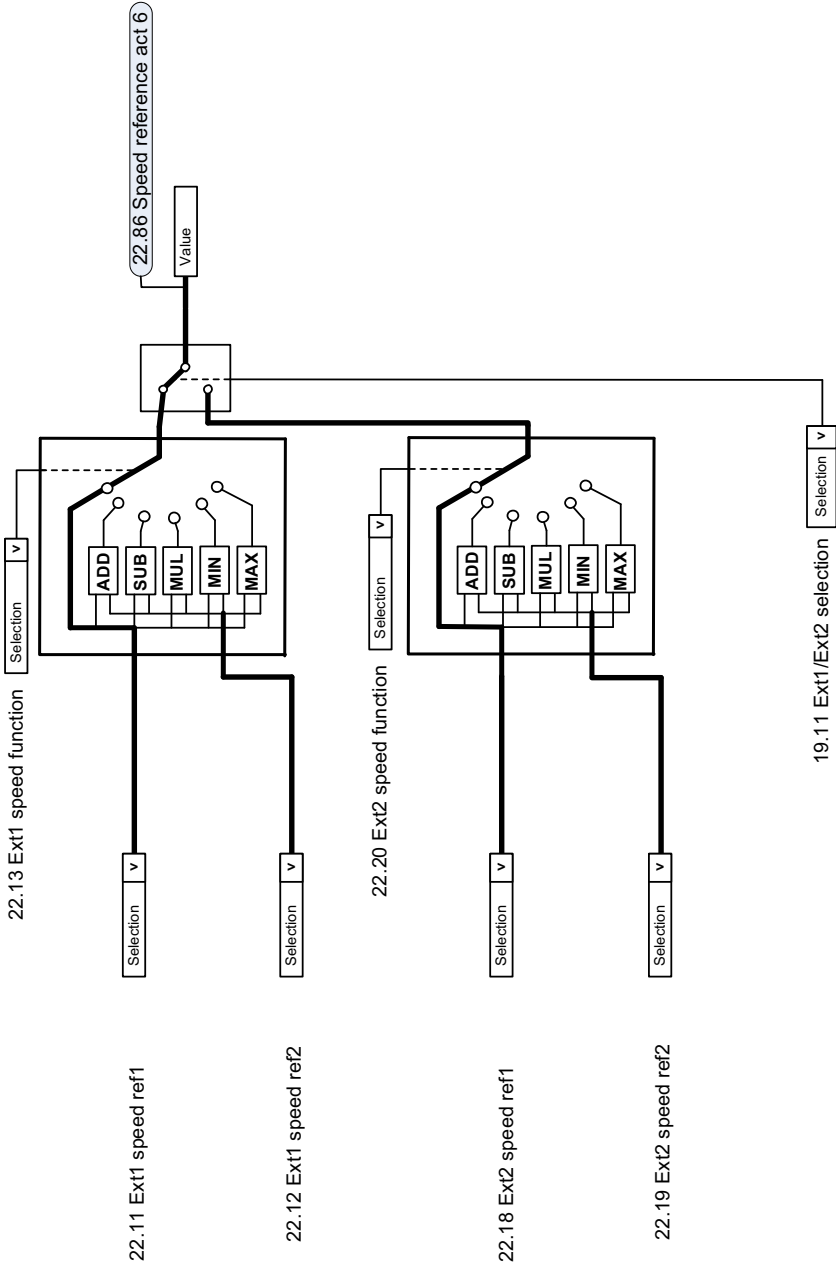 22.86 Speed reference act 6
Value
22.13 Ext1 speed function
Selection v
ADD
SUB
MUL
MIN
MAX
22.11 Ext1 speed ref1
Selection v
22.12 Ext1 speed ref2
Selection v
22.20 Ext2 speed function
Selection v
ADD
SUB
MUL
MIN
MAX
22.18 Ext2 speed ref1
Selection v
22.19 Ext2 speed ref2
Selection v
19.11 Ext1/Ext2 selection
Selection v